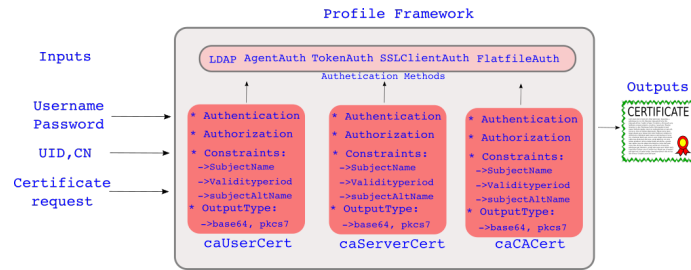 Profile Framework
Inputs
LDAP AgentAuth TokenAuth SSLClientAuth FlatfileAuth
Authetication Methods
Outputs
CERTIFICATE
Username
Password
UID,CN
Certificate
request
* Authentication
* Authorization
* Constraints:
->SubjectName
->Validityperiod
->subjectAltName
* OutputType:
->base64, pkcs7
caUserCert
* Authentication
* Authorization
* Constraints:
->SubjectName
->Validityperiod
->subjectAltName
* OutputType:
->base64, pkcs7
caServerCert
* Authentication
* Authorization
* Constraints:
->SubjectName
->Validityperiod
->subjectAltName
* OutputType:
->base64, pkcs7
caCACert